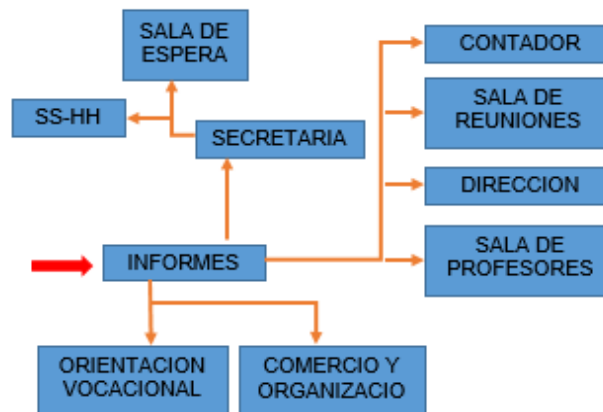 SALA DE
ESPERA
CONTADOR
SS-HH
SALA DE
REUNIONES
SECRETARIA
DIRECCION
INFORMES
SALA DE
PROFESORES
ORIENTACION
VOCACIONAL
COMERCIO Y
ORGANIZACIO